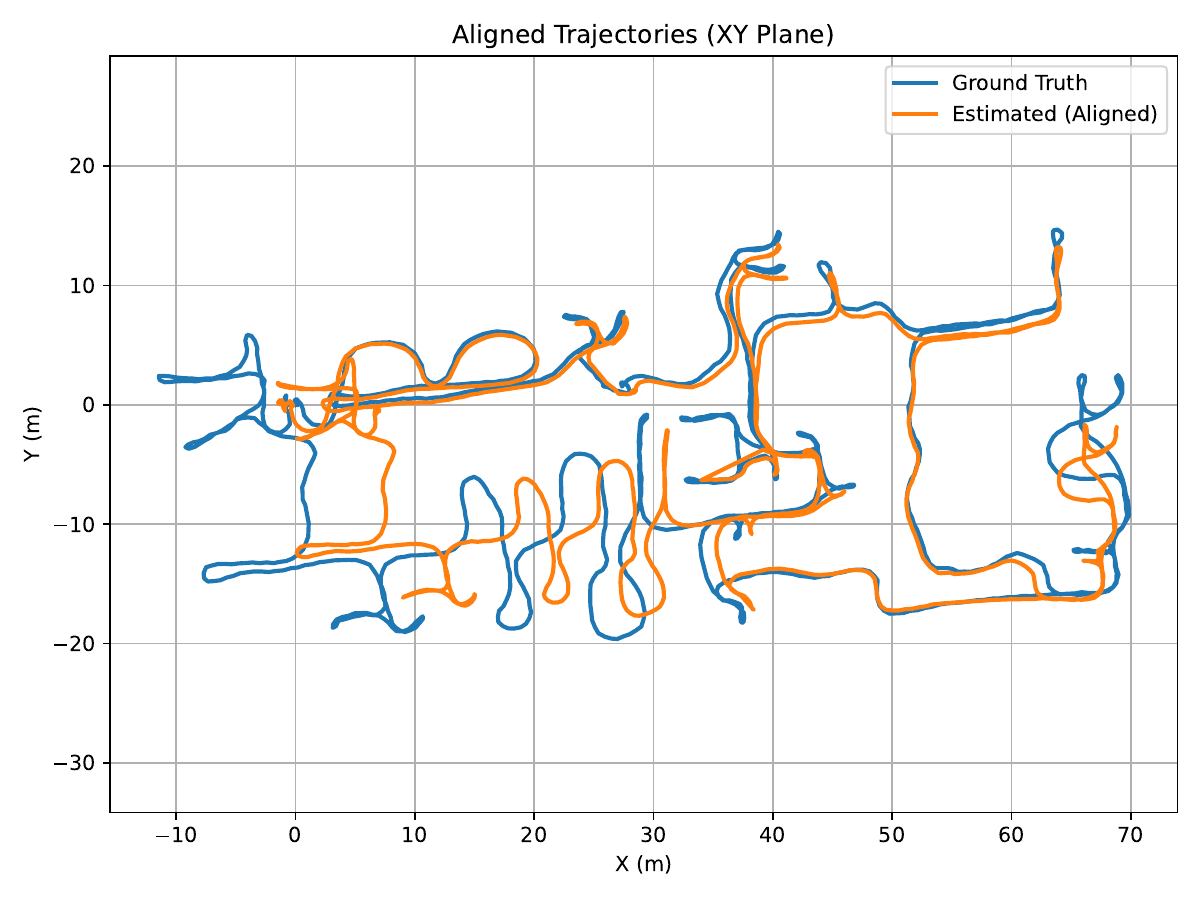 Aligned Trajectories (XY Plane)
Ground Truth
Estimated (Aligned)
20
10
0
−10
−20
−30
Y (m)
−10 0 10 20 30 40 50 60 70
X (m)